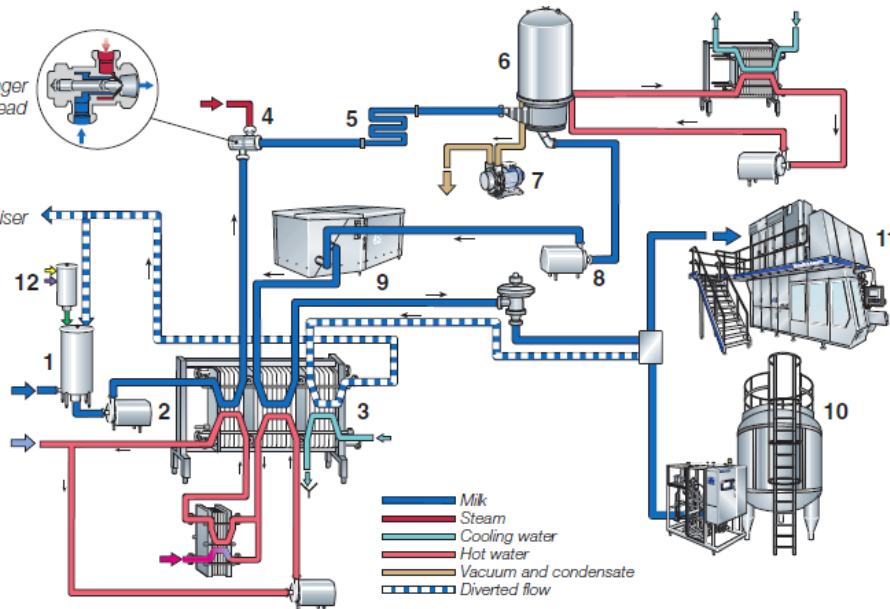 nger
ead
4
5
6
7
iser
12
9
8
11
1
2
3
10
Milk
Steam
Cooling water
Hot water
Vacuum and condensate
Diverted flow